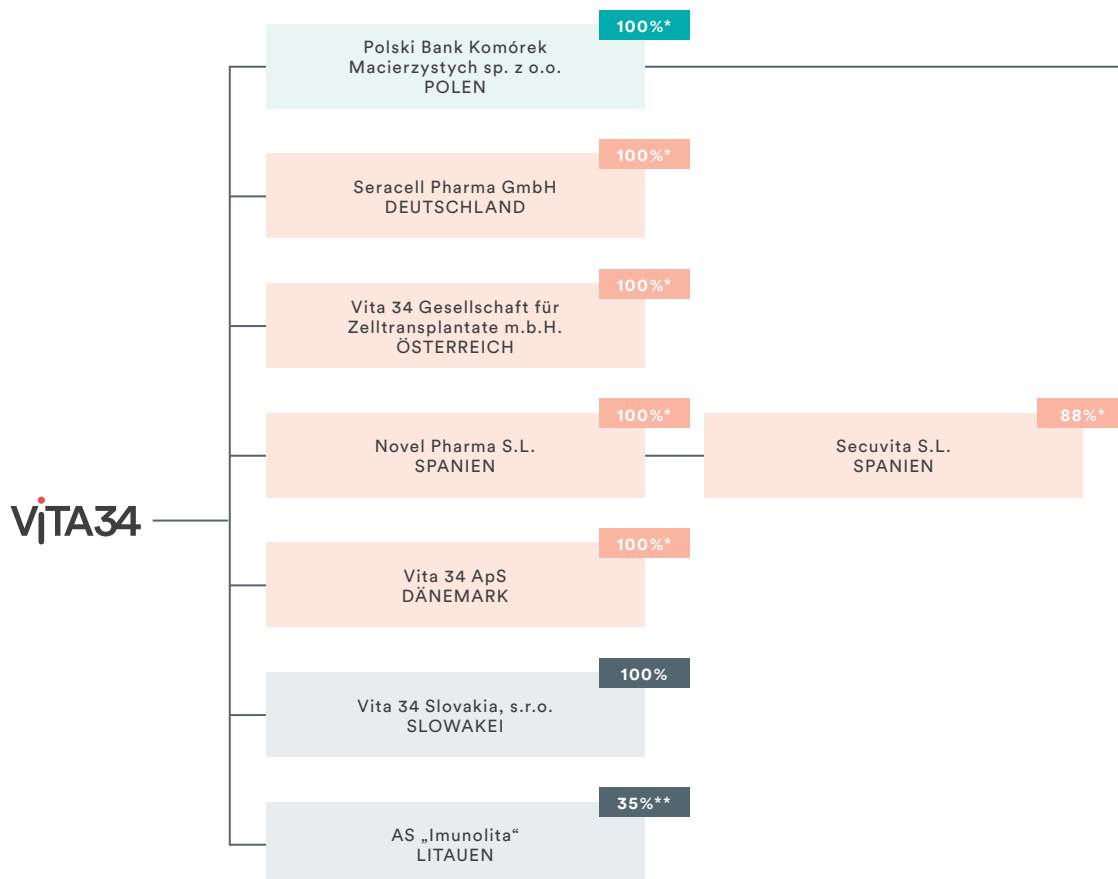 100%*
Polski Bank Komórek
Macierzystych sp. z o.o.
POLEN
100%*
Seracell Pharma GmbH
DEUTSCHLAND
100%*
Vita 34 Gesellschaft für
Zelltransplantate m.b.H.
ÖSTERREICH
100%*
Novel Pharma S.L.
SPANIEN
88%*
Secuvita S.L.
SPANIEN
ViTA34
100%*
Vita 34 ApS
DÄNEMARK
100%
Vita 34 Slovakia, s.r.o.
SLOWAKEI
35%**
AS „Imunolita“
LITAUEN